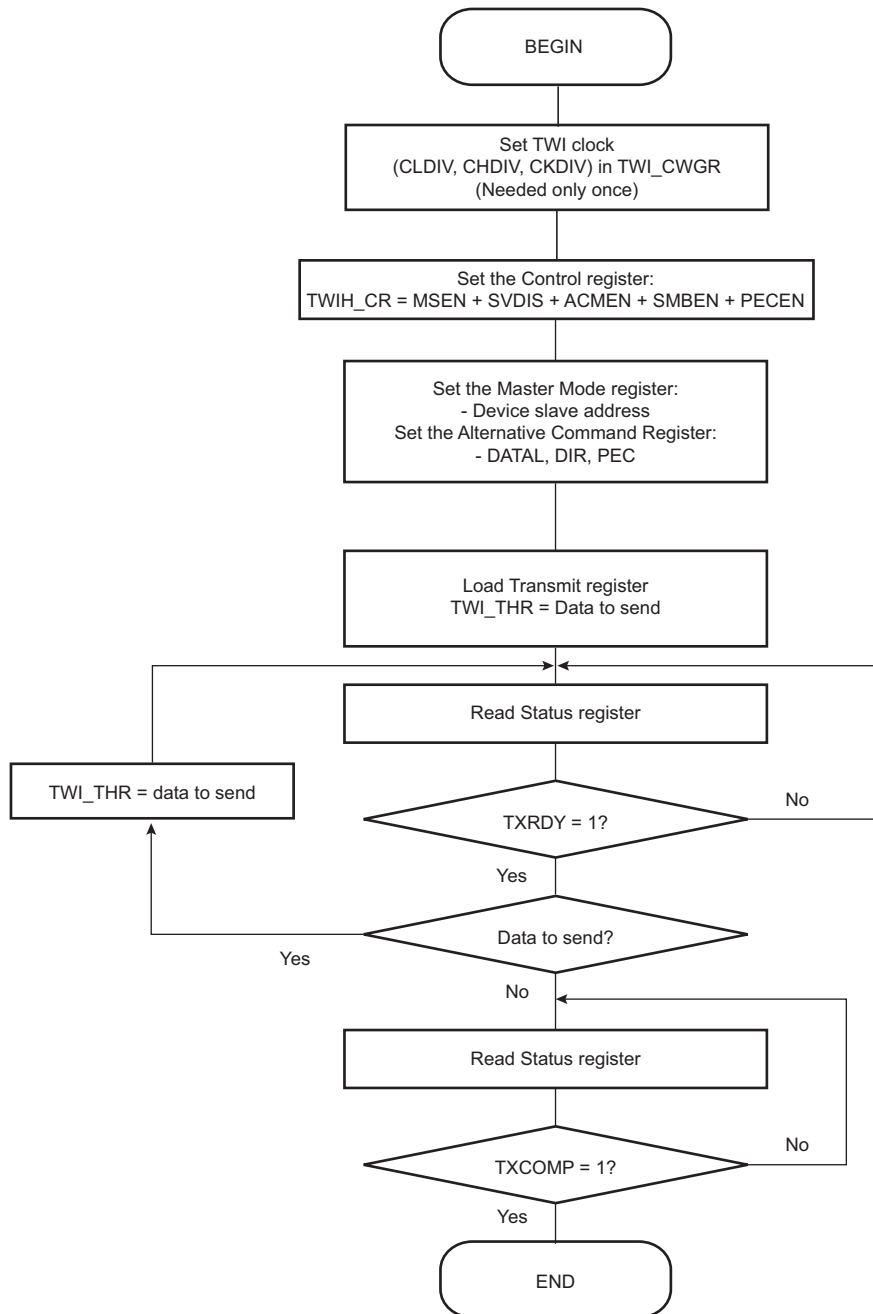 BEGIN
Set TWI clock
(CLDIV, CHDIV, CKDIV) in TWI_CWGR
(Needed only once)
Set the Control register:
TWIH_CR = MSEN + SVDIS + ACMEN + SMBEN + PECEN
Set the Master Mode register:
- Device slave address
Set the Alternative Command Register:
- DATAL, DIR, PEC
Load Transmit register
TWI_THR = Data to send
Read Status register
TWI_THR = data to send
TXRDY = 1?
No
Yes
Data to send?
Yes
No
Read Status register
TXCOMP = 1?
No
Yes
END